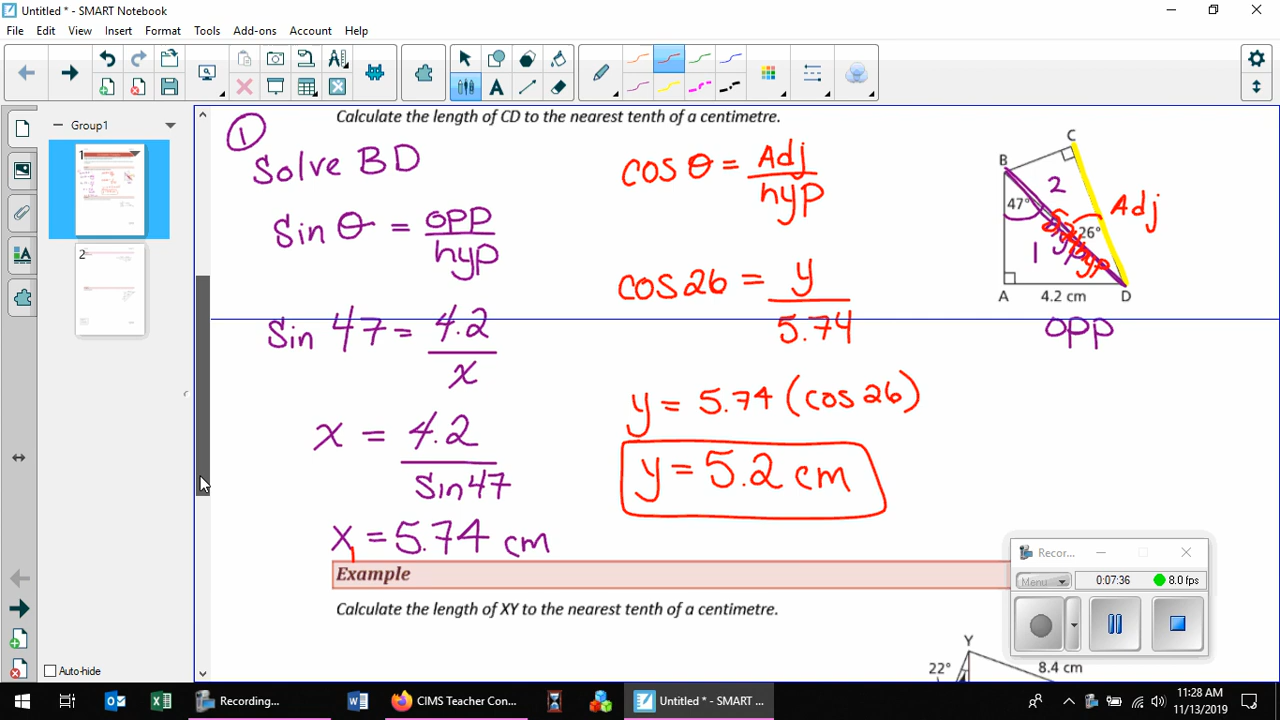 Untitled * - SMART Notebook
File Edit View Insert Format Tools Add-ons Account Help
Group1
1
2
Calculate the length of CD to the nearest tenth of a centimetre.
1
Solve BD
Sin θ = opp / hyp
Sin 47 = 4.2 / x
x = 4.2 / Sin47
x = 5.74 cm
cos θ = Adj / hyp
cos 26 = y / 5.74
y = 5.74 (cos 26)
y = 5.2 cm
C
B
2
47°
Adj
26°
hyp
1
A 4.2 cm D
opp
Example
Calculate the length of XY to the nearest tenth of a centimetre.
Y
22° 8.4 cm
Recor...
Menu 0:07:36 8.0 fps
Auto-hide
Recording...
CIMS Teacher Con...
Untitled * - SMART ...
11:28 AM
11/13/2019